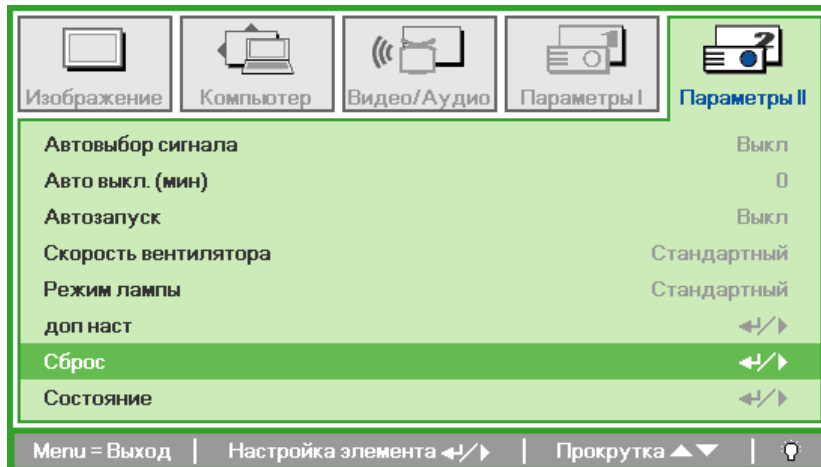 Изображение Компьютер Видео/Аудио Параметры I Параметры II
Автовыбор сигнала Выкл
Авто выкл. (мин) 0
Автозапуск Выкл
Скорость вентилятора Стандартный
Режим лампы Стандартный
доп наст
Сброс
Состояние
Menu = Выход | Настройка элемента | Прокрутка ▲▼ |